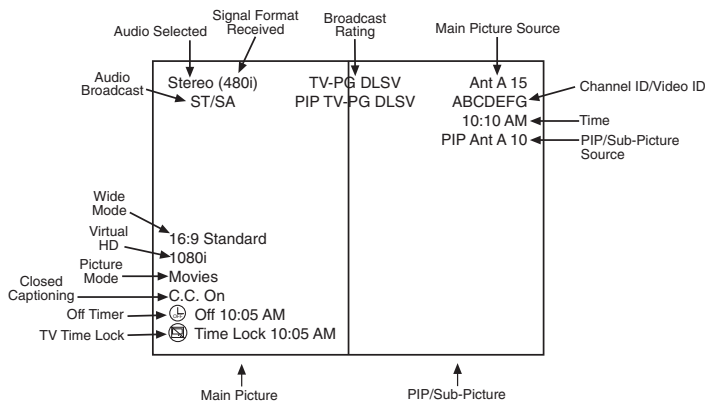 Signal Format
Received
Broadcast
Rating
Audio Selected
Main Picture Source
Audio
Broadcast
Stereo (480i)
ST/SA
TV-PG DLSV
PIP TV-PG DLSV
Ant A 15
ABCDEFG
10:10 AM
PIP Ant A 10
Channel ID/Video ID
Time
PIP/Sub-Picture
Source
Wide
Mode
16:9 Standard
Virtual
HD
1080i
Picture
Mode
Movies
Closed
Captioning
C.C. On
Off Timer
Off 10:05 AM
TV Time Lock
Time Lock 10:05 AM
Main Picture
PIP/Sub-Picture